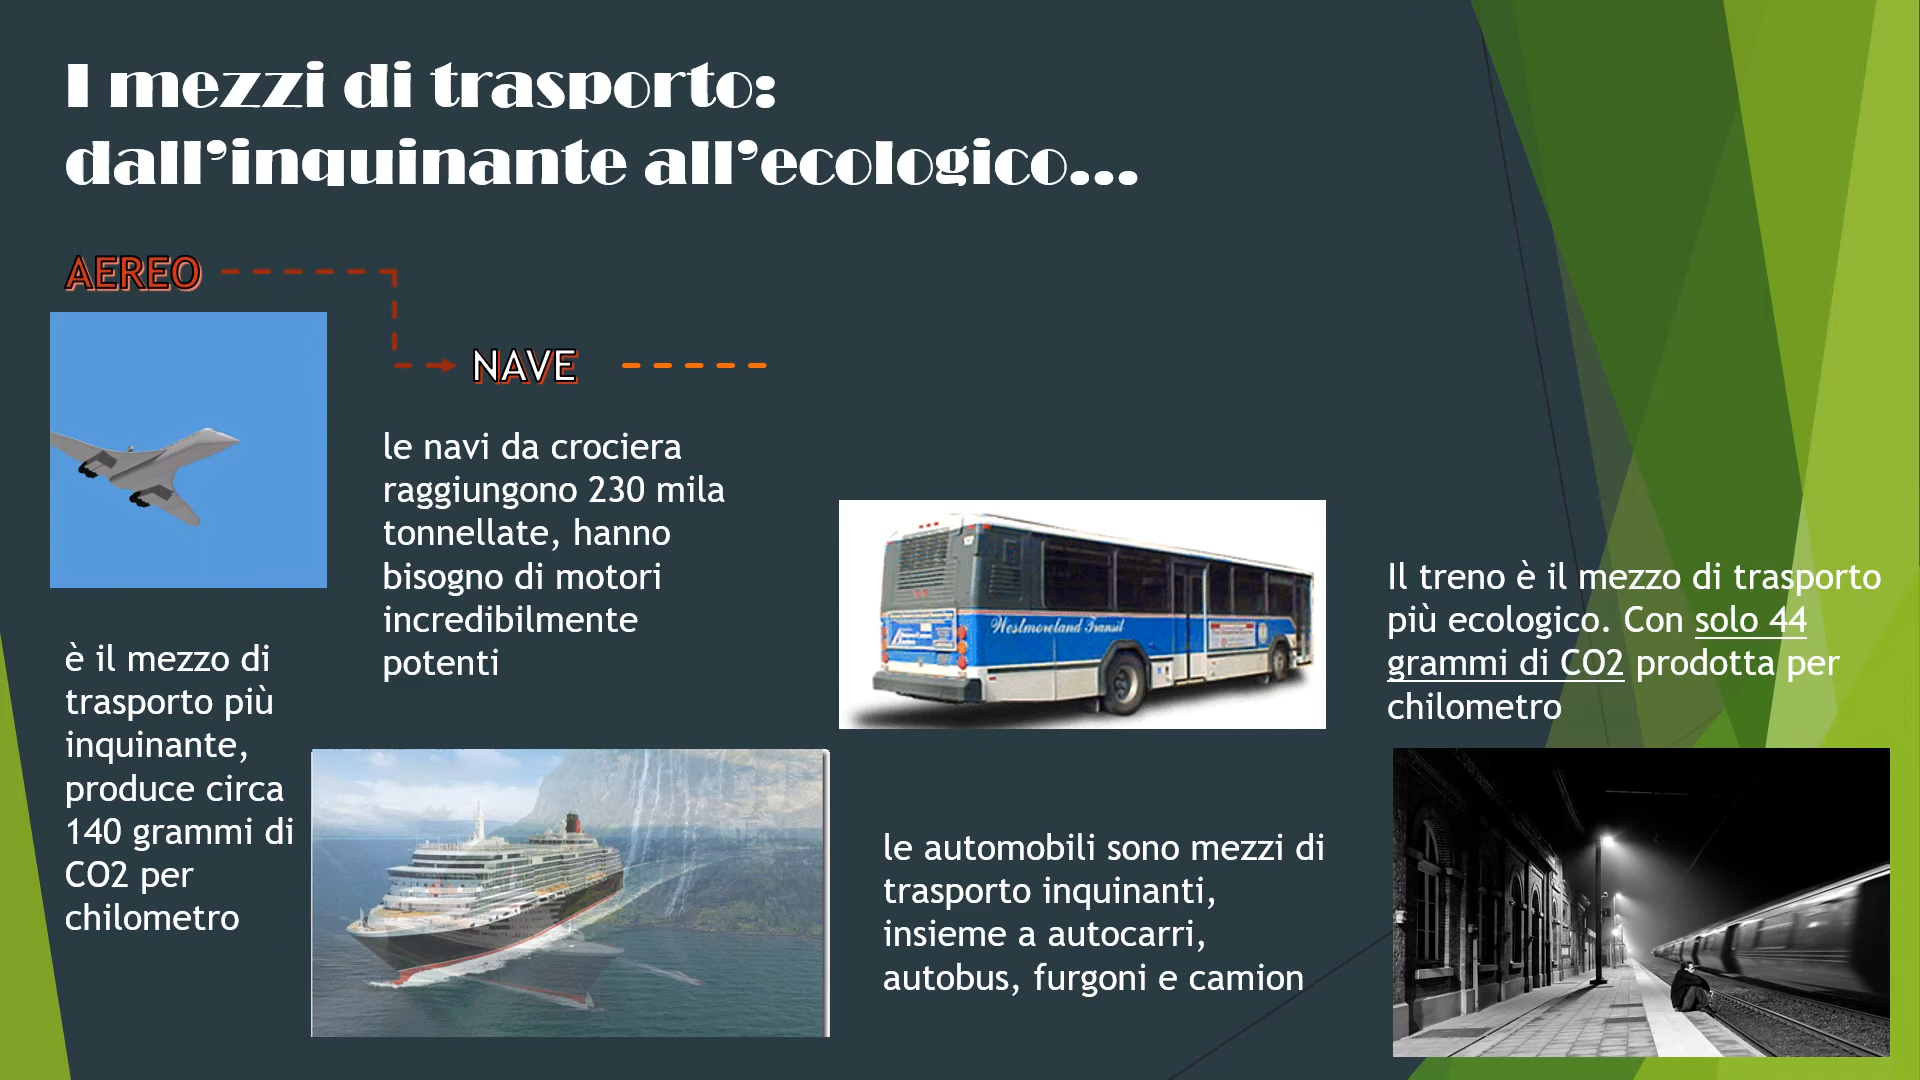 I mezzi di trasporto:
dall’inquinante all’ecologico...
AEREO
NAVE
è il mezzo di
trasporto più
inquinante,
produce circa
140 grammi di
CO2 per
chilometro
le navi da crociera
raggiungono 230 mila
tonnellate, hanno
bisogno di motori
incredibilmente
potenti
Westmoreland Transit
le automobili sono mezzi di
trasporto inquinanti,
insieme a autocarri,
autobus, furgoni e camion
Il treno è il mezzo di trasporto
più ecologico. Con solo 44
grammi di CO2 prodotta per
chilometro